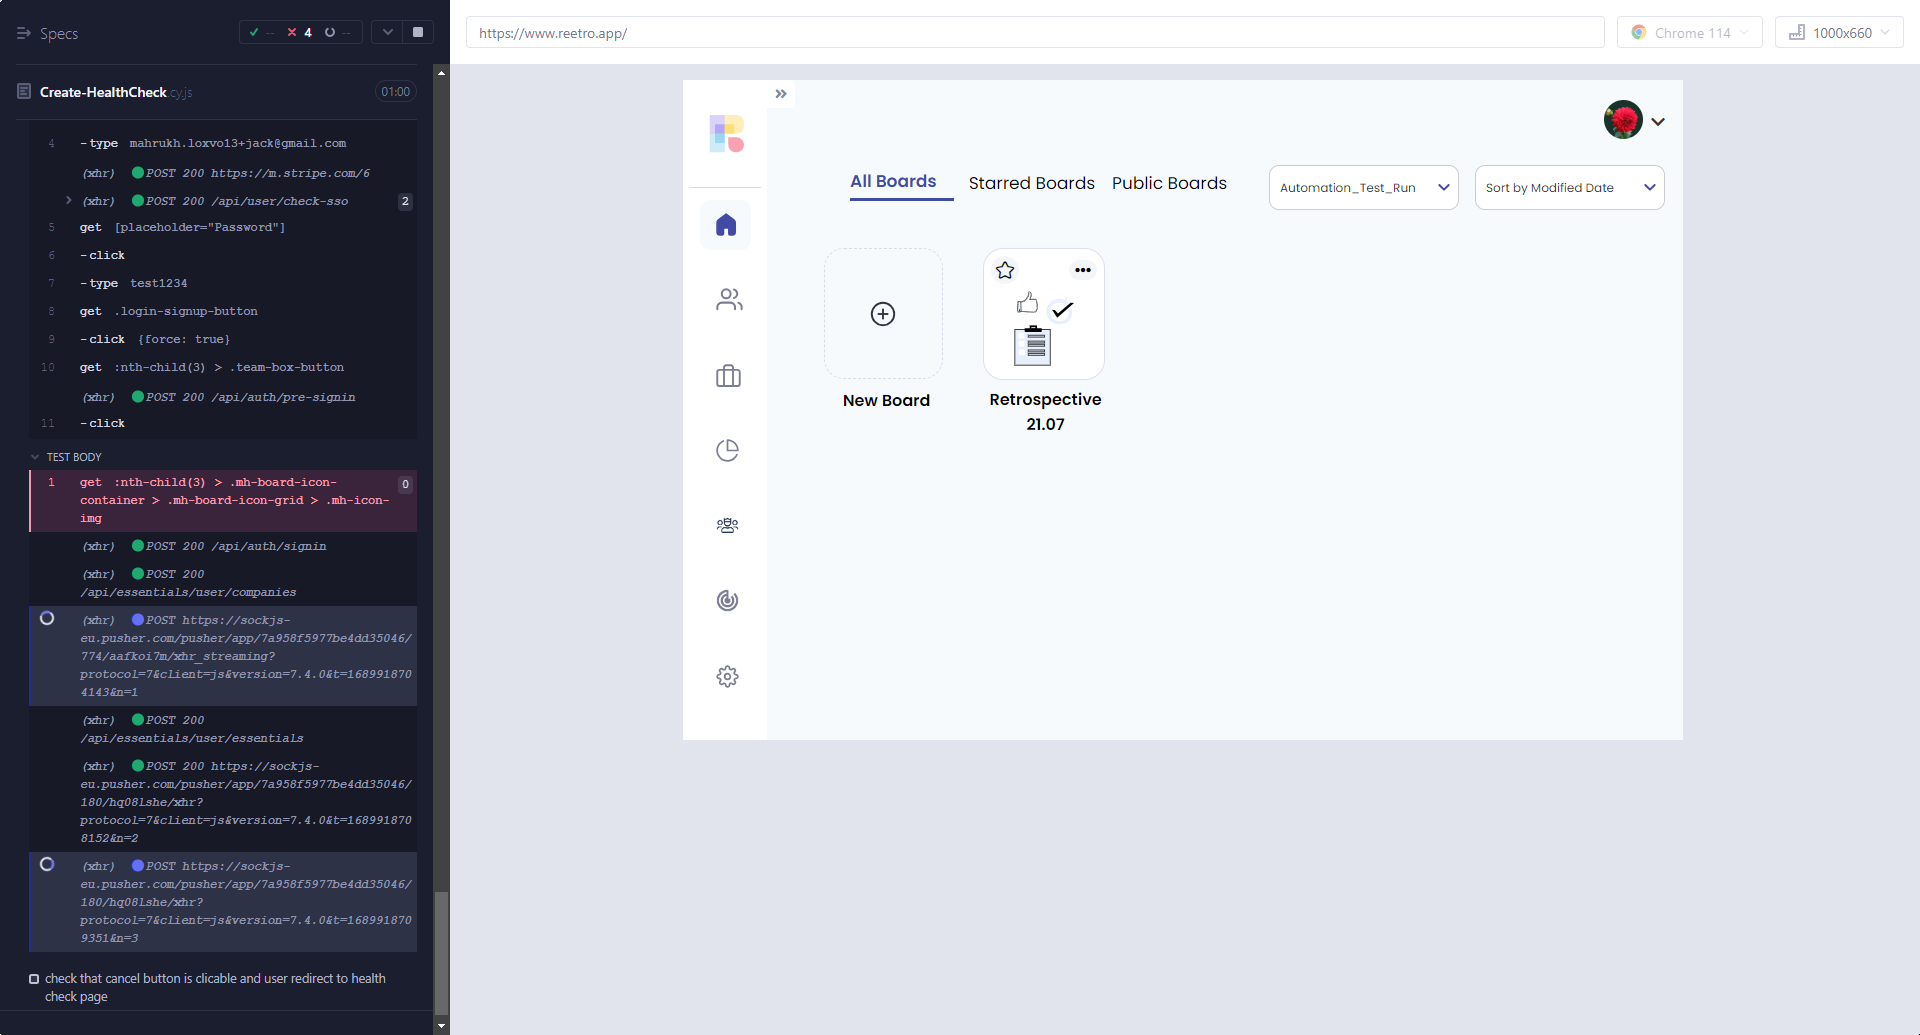 Specs
-- 4 --
https://www.reetro.app/
Chrome 114
1000x660
Create-HealthCheck.cy.js
01:00
4 -type mahrukh.loxvo13+jack@gmail.com
(xhr) POST 200 https://m.stripe.com/6
(xhr) POST 200 /api/user/check-sso 2
5 get [placeholder="Password"]
6 -click
7 -type test1234
8 get .login-signup-button
9 -click {force: true}
10 get :nth-child(3) > .team-box-button
(xhr) POST 200 /api/auth/pre-signin
11 -click
TEST BODY
1 get :nth-child(3) > .mh-board-icon- 0
container > .mh-board-icon-grid > .mh-icon-
img
(xhr) POST 200 /api/auth/signin
(xhr) POST 200
/api/essentials/user/companies
(xhr) POST https://sockjs-
eu.pusher.com/pusher/app/7a958f5977be4dd35046/
774/aafkoi7m/xhr_streaming?
protocol=7&client=js&version=7.4.0&t=168991870
4143&n=1
(xhr) POST 200
/api/essentials/user/essentials
(xhr) POST 200 https://sockjs-
eu.pusher.com/pusher/app/7a958f5977be4dd35046/
180/hq08lshe/xhr?
protocol=7&client=js&version=7.4.0&t=168991870
8152&n=2
(xhr) POST https://sockjs-
eu.pusher.com/pusher/app/7a958f5977be4dd35046/
180/hq08lshe/xhr?
protocol=7&client=js&version=7.4.0&t=168991870
9351&n=3
check that cancel button is clicable and user redirect to health
check page
All Boards
Starred Boards
Public Boards
Automation_Test_Run
Sort by Modified Date
New Board
Retrospective
21.07